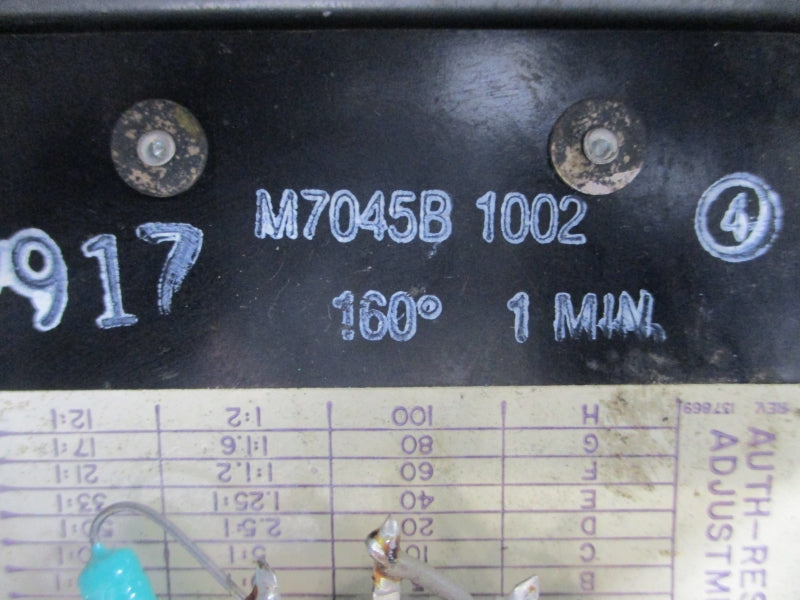 M7045B 1002
4
917
160° 1 MIN.
H 100 1:2 12:1
G 80 1:1.6 17:1
F 60 1:1.2 21:1
E 40 1.25:1 33:1
D 20 2.5:1
C 5:1
B
REV. 137869
AUTH-RES
ADJUSTM